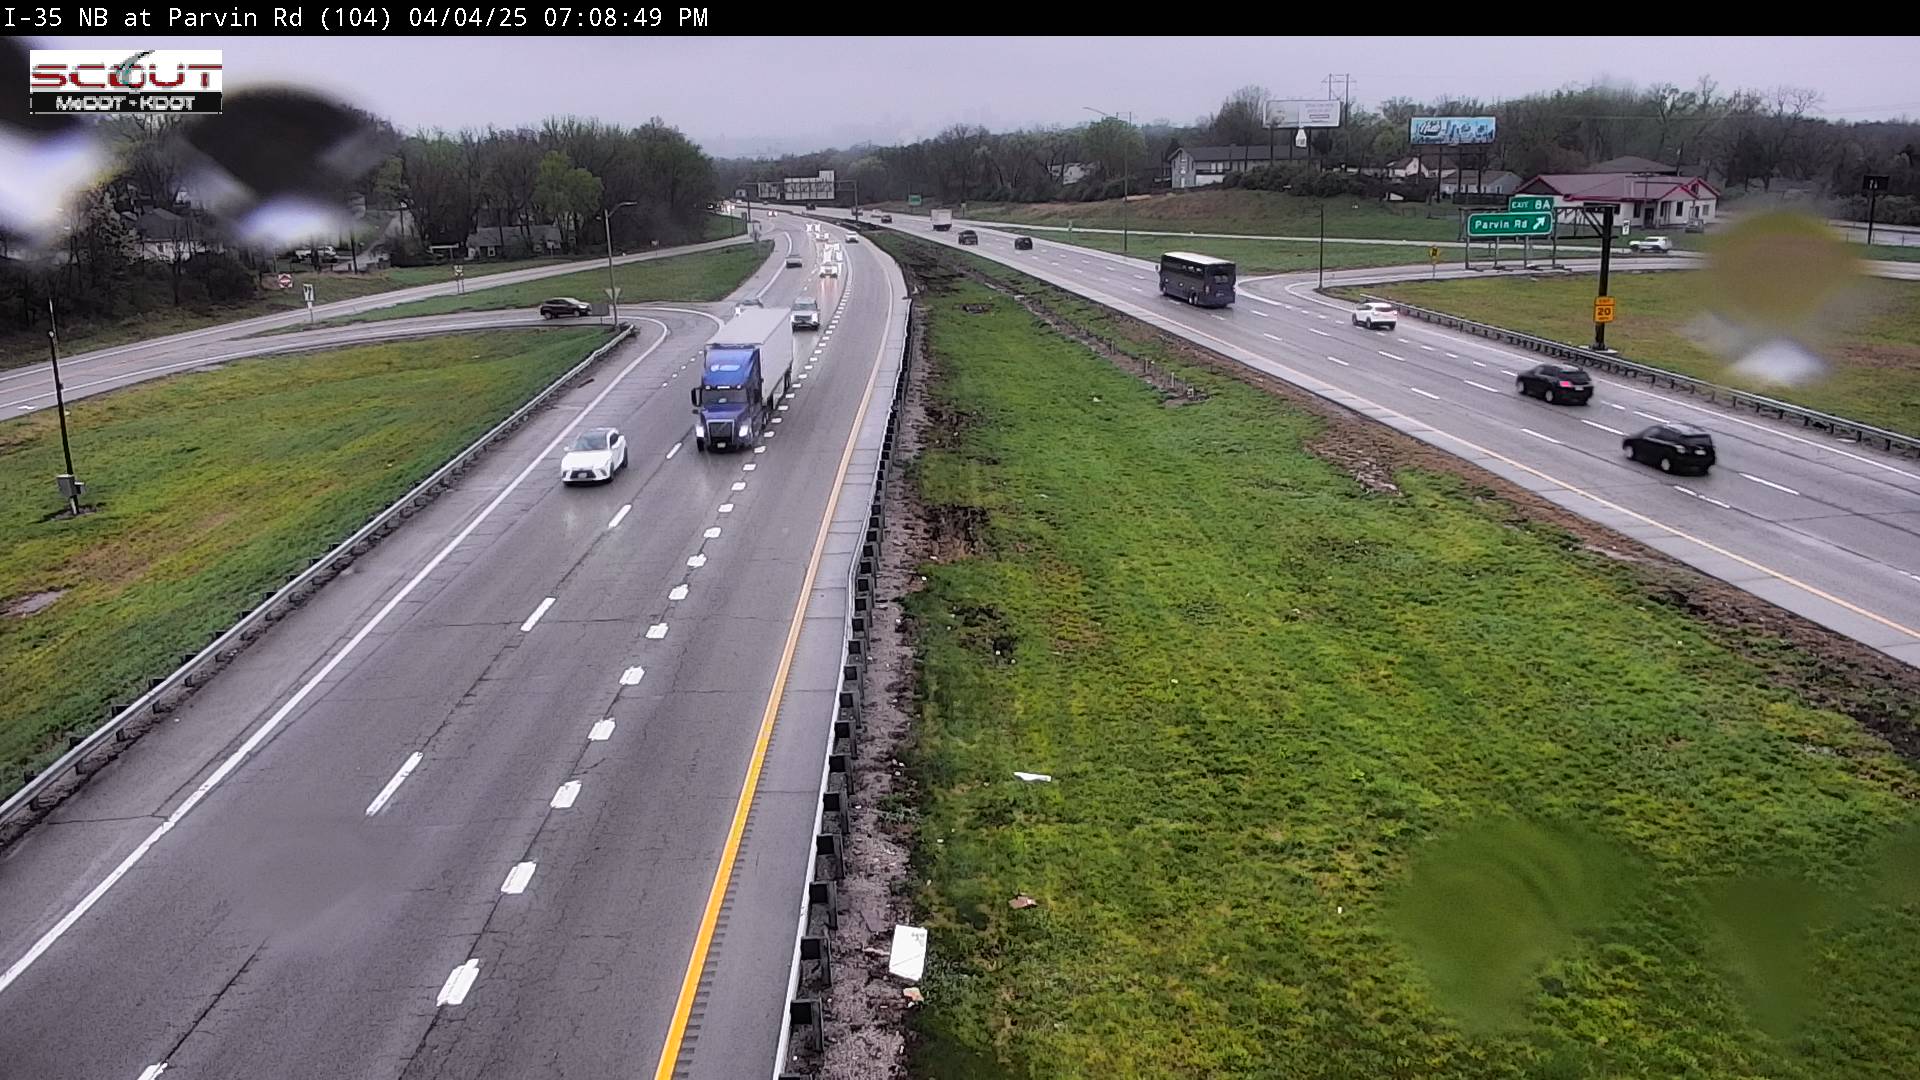 I-35 NB at Parvin Rd (104) 04/04/25 07:08:49 PM
SCOUT
MoDOT - KDOT
EXIT 8A
Parvin Rd
EXIT
20